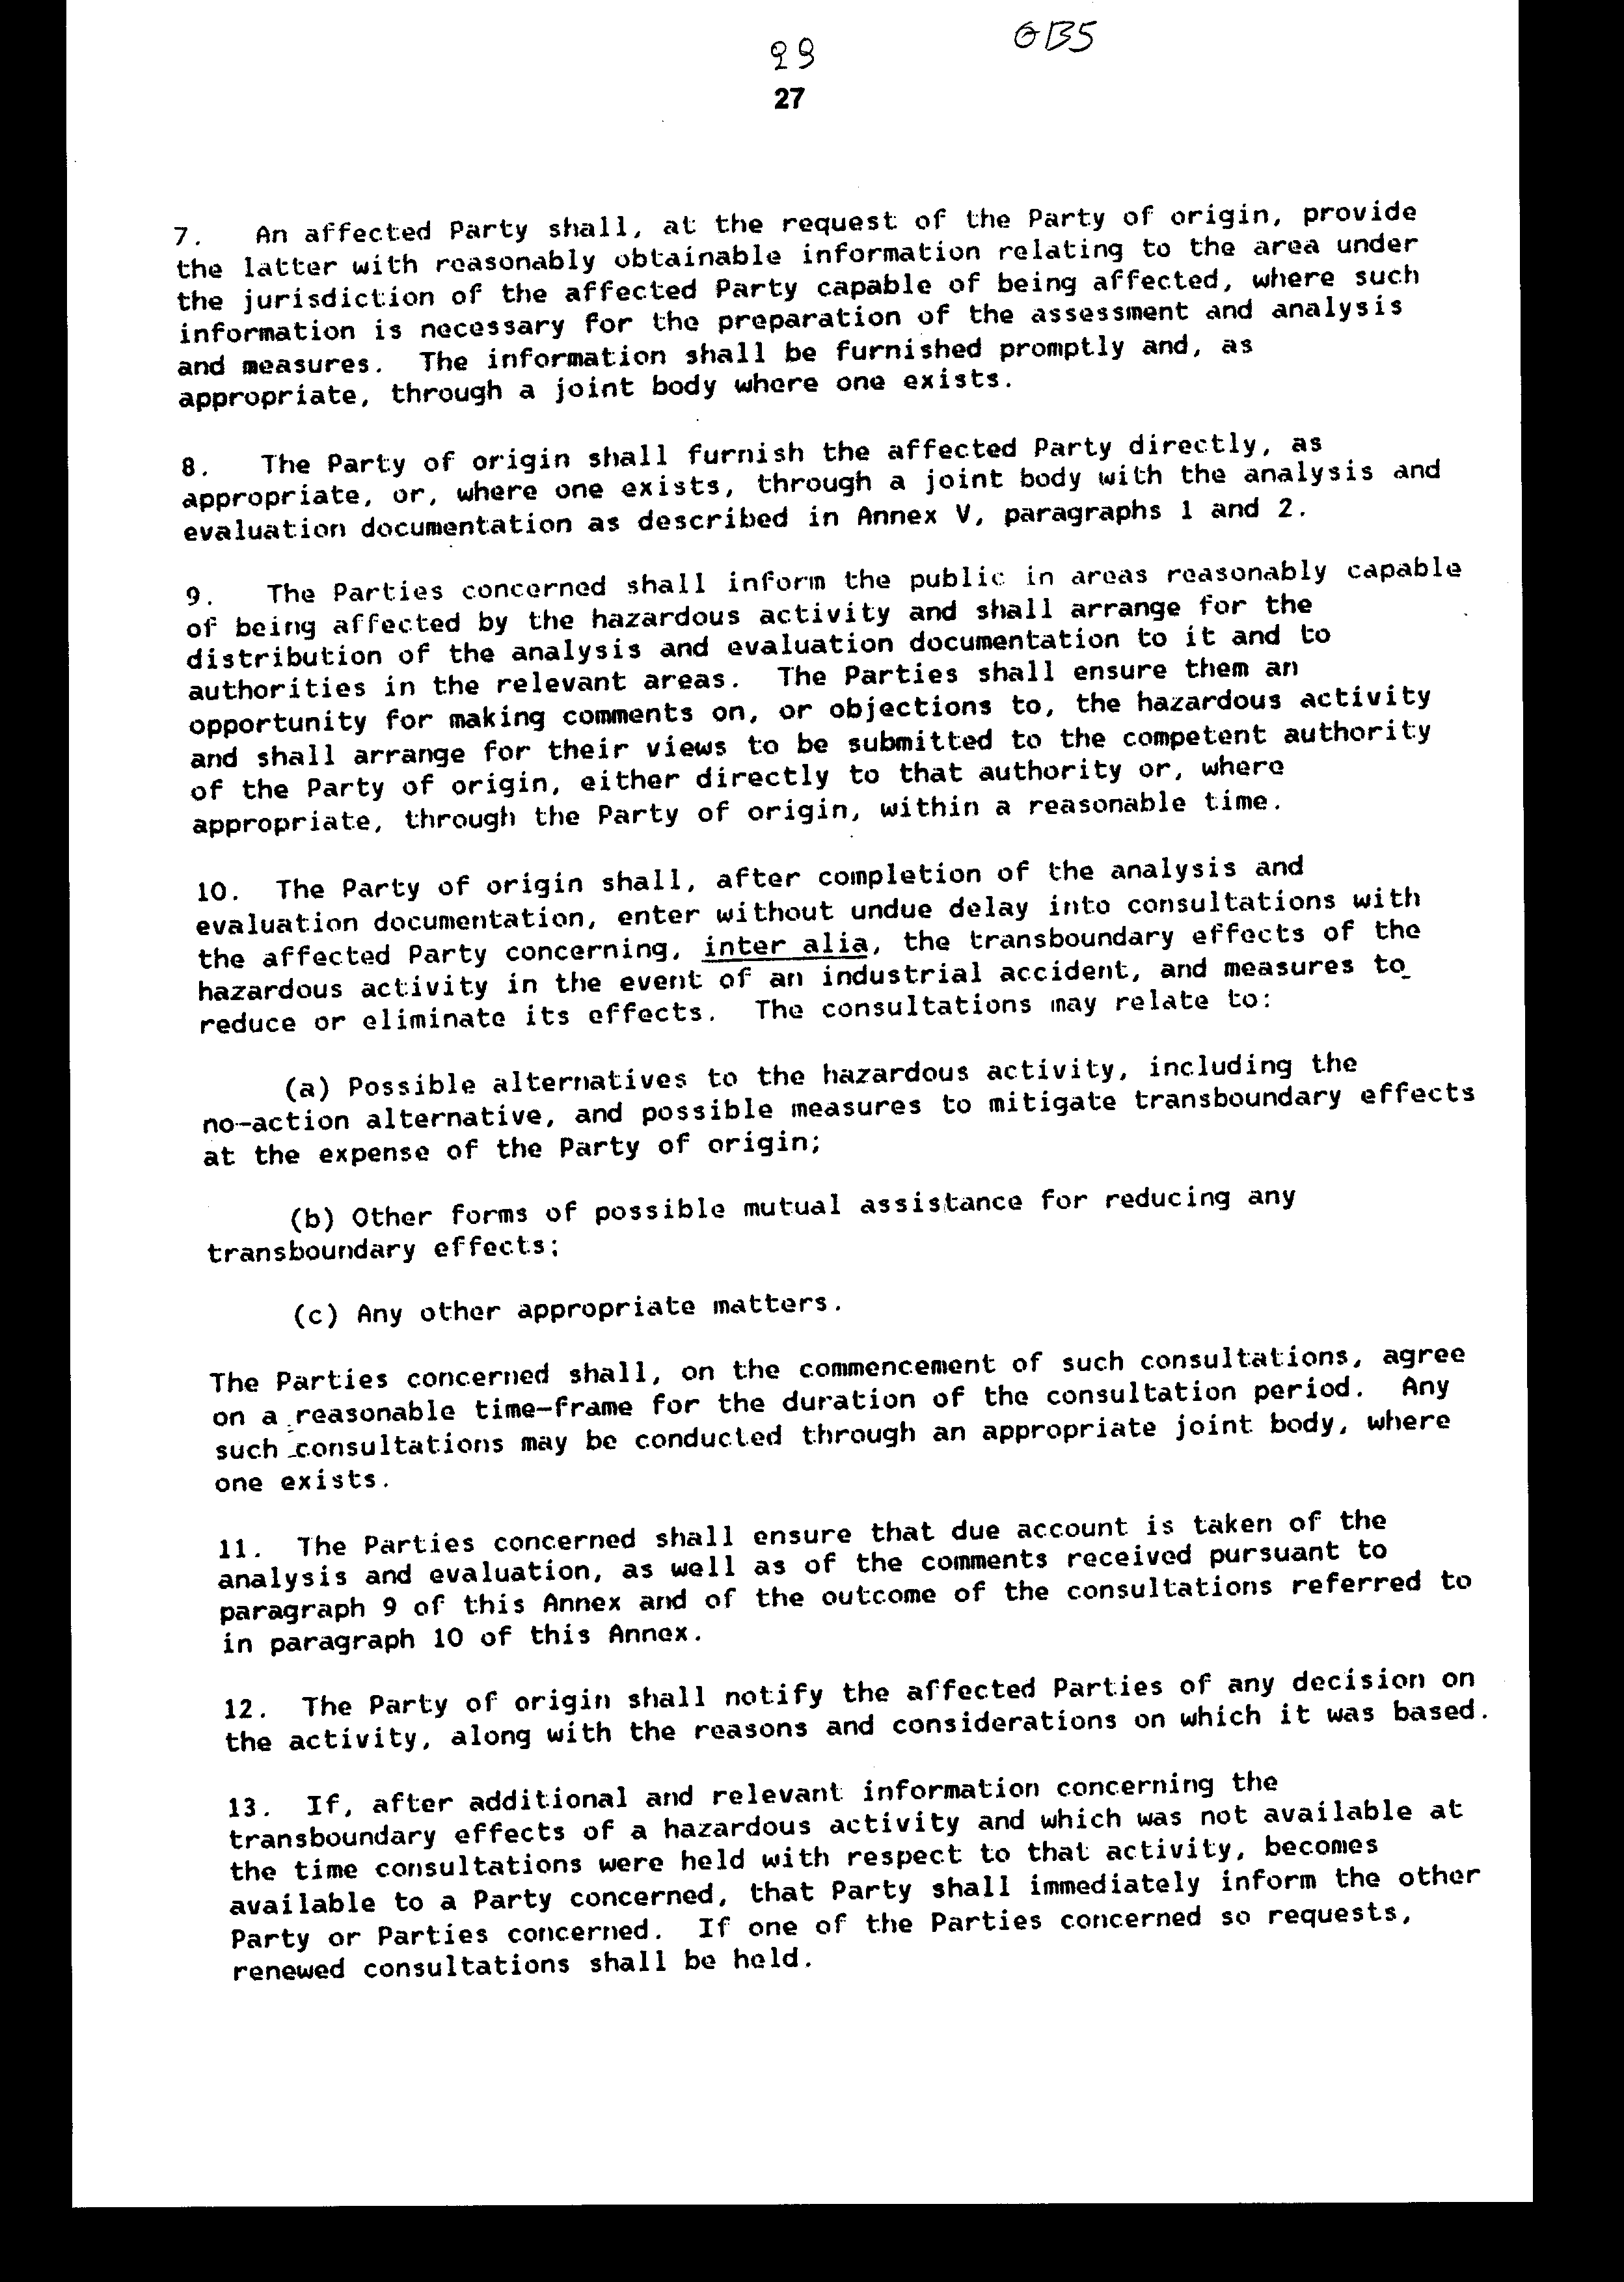 29
27
7. An affected Party shall, at the request of the Party of origin, provide
the latter with reasonably obtainable information relating to the area under
the jurisdiction of the affected Party capable of being affected, where such
information is necessary for the preparation of the assessment and analysis
and measures. The information shall be furnished promptly and, as
appropriate, through a joint body where one exists.
8. The Party of origin shall furnish the affected Party directly, as
appropriate, or, where one exists, through a joint body with the analysis and
evaluation documentation as described in Annex V, paragraphs 1 and 2.
9. The Parties concerned shall inform the public in areas reasonably capable
of being affected by the hazardous activity and shall arrange for the
distribution of the analysis and evaluation documentation to it and to
authorities in the relevant areas. The Parties shall ensure them an
opportunity for making comments on, or objections to, the hazardous activity
and shall arrange for their views to be submitted to the competent authority
of the Party of origin, either directly to that authority or, where
appropriate, through the Party of origin, within a reasonable time.
10. The Party of origin shall, after completion of the analysis and
evaluation documentation, enter without undue delay into consultations with
the affected Party concerning, inter alia, the transboundary effects of the
hazardous activity in the event of an industrial accident, and measures to
reduce or eliminate its effects. The consultations may relate to:
(a) Possible alternatives to the hazardous activity, including the
no-action alternative, and possible measures to mitigate transboundary effects
at the expense of the Party of origin;
(b) Other forms of possible mutual assistance for reducing any
transboundary effects;
(c) Any other appropriate matters.
The Parties concerned shall, on the commencement of such consultations, agree
on a reasonable time-frame for the duration of the consultation period. Any
such consultations may be conducted through an appropriate joint body, where
one exists.
11. The Parties concerned shall ensure that due account is taken of the
analysis and evaluation, as well as of the comments received pursuant to
paragraph 9 of this Annex and of the outcome of the consultations referred to
in paragraph 10 of this Annex.
12. The Party of origin shall notify the affected Parties of any decision on
the activity, along with the reasons and considerations on which it was based.
13. If, after additional and relevant information concerning the
transboundary effects of a hazardous activity and which was not available at
the time consultations were held with respect to that activity, becomes
available to a Party concerned, that Party shall immediately inform the other
Party or Parties concerned. If one of the Parties concerned so requests,
renewed consultations shall be held.